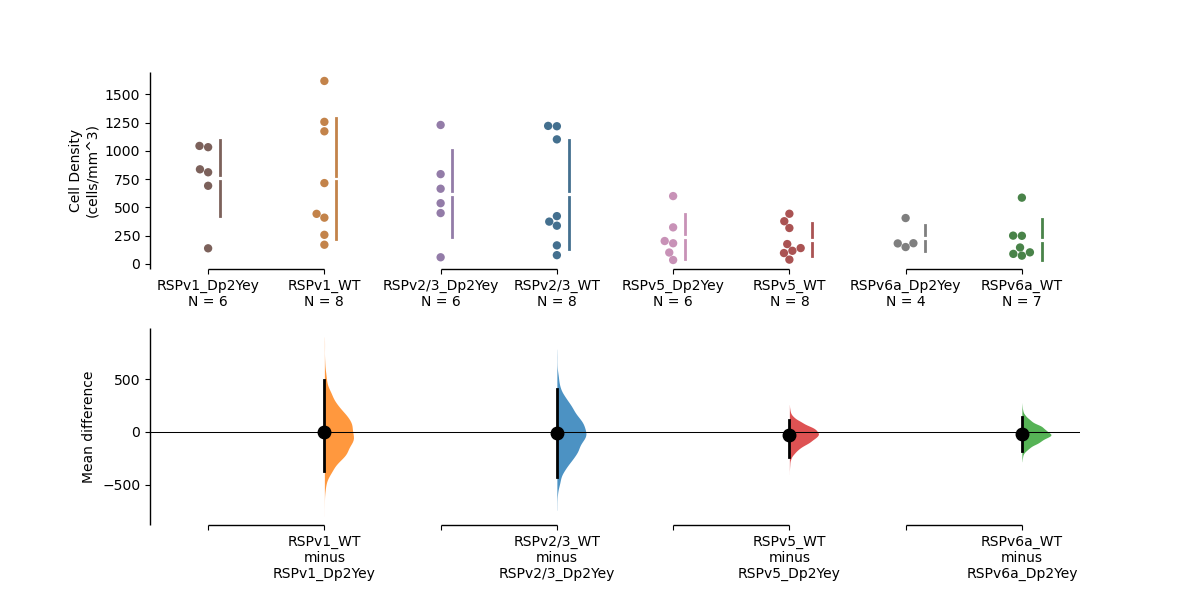 1500
1250
1000
750
500
250
0
Cell Density
(cells/mm^3)
RSPv1_Dp2Yey
N = 6
RSPv1_WT
N = 8
RSPv2/3_Dp2Yey
N = 6
RSPv2/3_WT
N = 8
RSPv5_Dp2Yey
N = 6
RSPv5_WT
N = 8
RSPv6a_Dp2Yey
N = 4
RSPv6a_WT
N = 7
500
0
−500
Mean difference
RSPv1_WT
minus
RSPv1_Dp2Yey
RSPv2/3_WT
minus
RSPv2/3_Dp2Yey
RSPv5_WT
minus
RSPv5_Dp2Yey
RSPv6a_WT
minus
RSPv6a_Dp2Yey